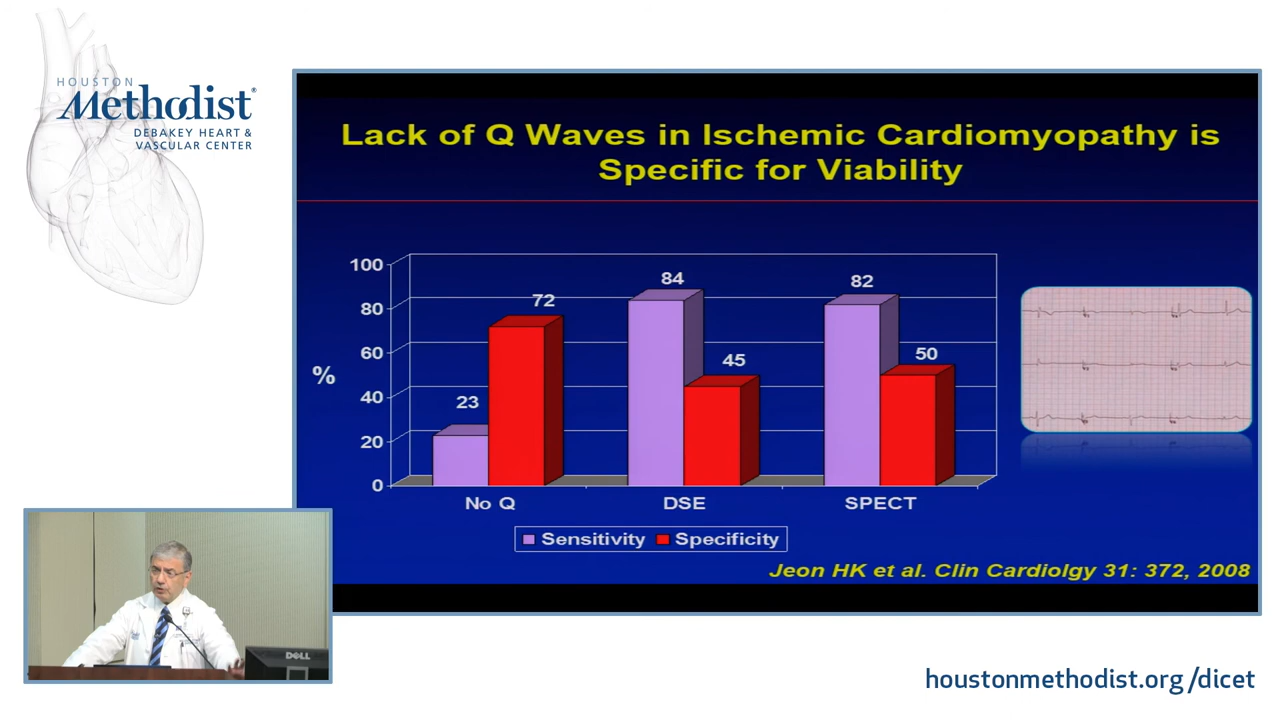 HOUSTON
Methodist®
DEBAKEY HEART &
VASCULAR CENTER
Lack of Q Waves in Ischemic Cardiomyopathy is
Specific for Viability
%
100
80
60
40
20
0
23
72
84
45
82
50
No Q
DSE
SPECT
Sensitivity Specificity
Jeon HK et al. Clin Cardiolgy 31: 372, 2008
DELL
houstonmethodist.org/dicet